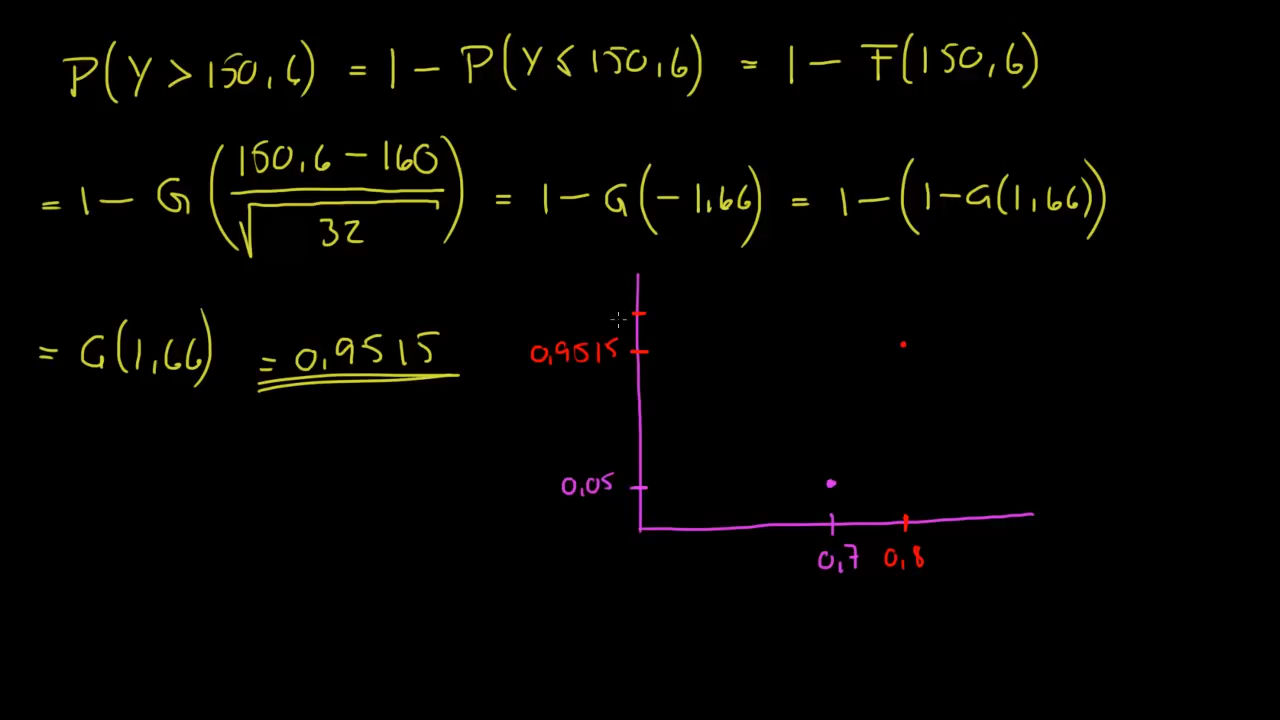 P(Y > 150,6) = 1 - P(Y ≤ 150,6) = 1 - F(150,6)
= 1 - G((150,6 - 160)/√32) = 1 - G(-1,66) = 1 - (1 - G(1,66))
= G(1,66) = 0,9515
0,9515
0,05
0,7 0,8